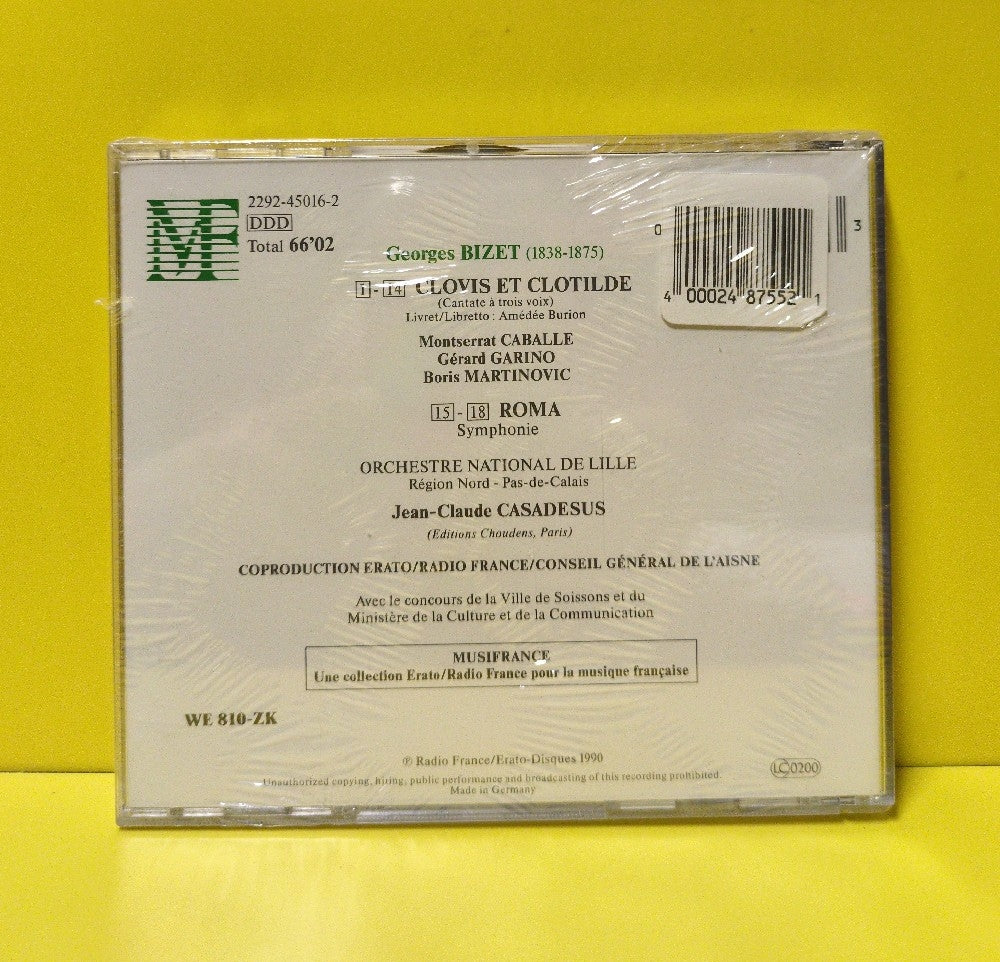 MF
2292-45016-2
DDD
Total 66'02
Georges BIZET (1838-1875)
1 - 14 CLOVIS ET CLOTILDE
(Cantate à trois voix)
Livret/Libretto : Amédée Burion
Montserrat CABALLE
Gérard GARINO
Boris MARTINOVIC
15 - 18 ROMA
Symphonie
ORCHESTRE NATIONAL DE LILLE
Région Nord - Pas-de-Calais
Jean-Claude CASADESUS
(Editions Choudens, Paris)
COPRODUCTION ERATO/RADIO FRANCE/CONSEIL GÉNÉRAL DE L'AISNE
Avec le concours de la Ville de Soissons et du
Ministère de la Culture et de la Communication
MUSIFRANCE
Une collection Erato/Radio France pour la musique française
WE 810-ZK
℗ Radio France/Erato-Disques 1990
Unauthorized copying, hiring, public performance and broadcasting of this recording prohibited.
Made in Germany
LC 0200
0
3
4 00024 87552 1